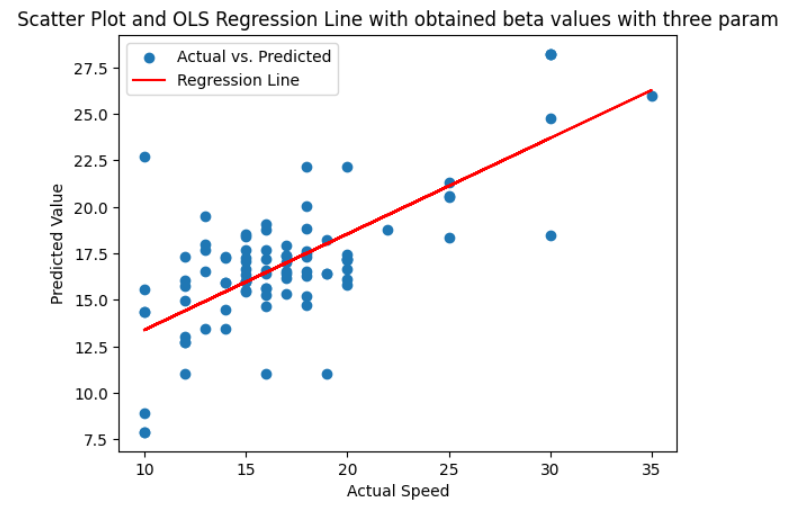 Scatter Plot and OLS Regression Line with obtained beta values with three param
Actual vs. Predicted
Regression Line
27.5
25.0
22.5
20.0
17.5
15.0
12.5
10.0
7.5
Predicted Value
10 15 20 25 30 35
Actual Speed